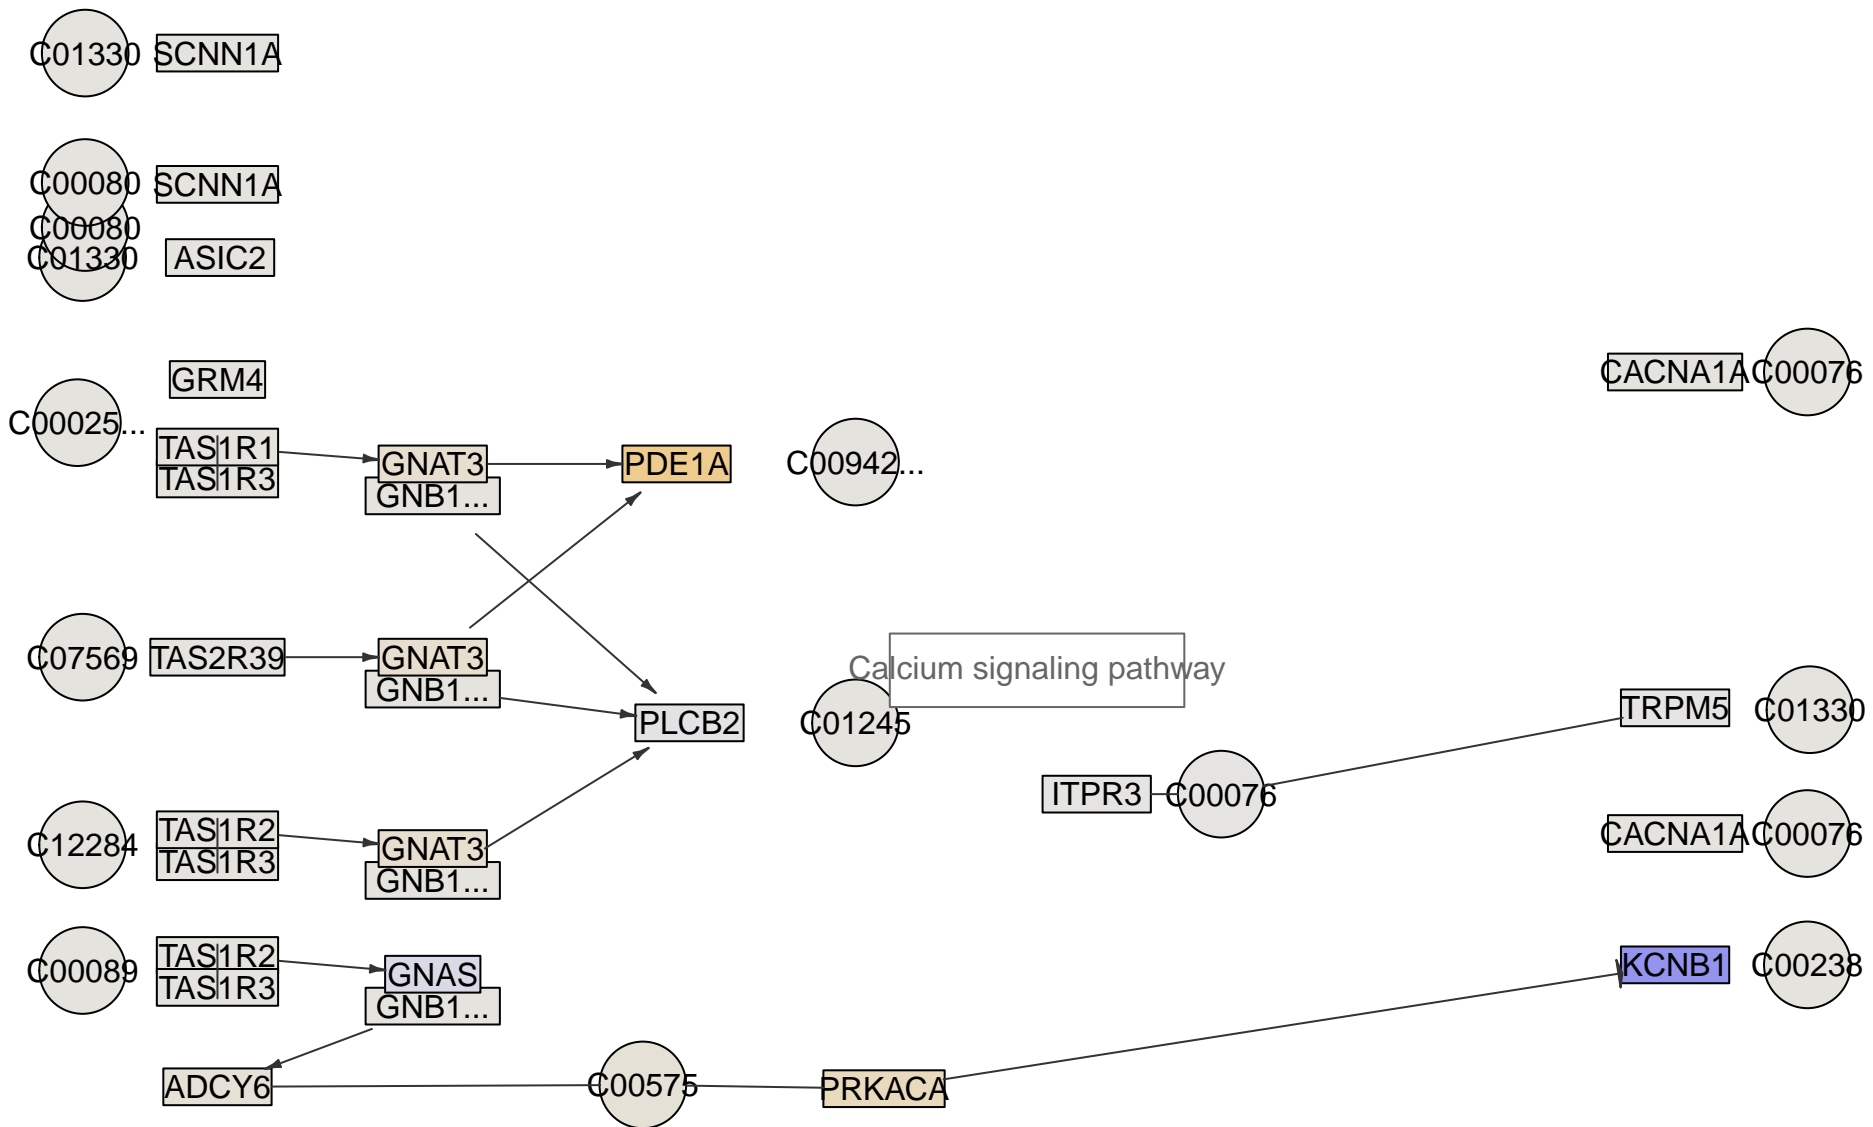 C01330 SCNN1A
C00080 SCNN1A
C00080
C01330 ASIC2
GRM4
CACNA1A C00076
C00025...
TAS1R1
GNAT3 PDE1A C00942...
TAS1R3
GNB1...
C07569 TAS2R39 GNAT3
Calcium signaling pathway
GNB1...
PLCB2 C01245
TRPM5 C01330
ITPR3 C00076
TAS1R2
CACNA1A C00076
C12284
GNAT3
TAS1R3
GNB1...
TAS1R2
KCNB1 C00238
C00089
GNAS
TAS1R3
GNB1...
ADCY6 C00575 PRKACA